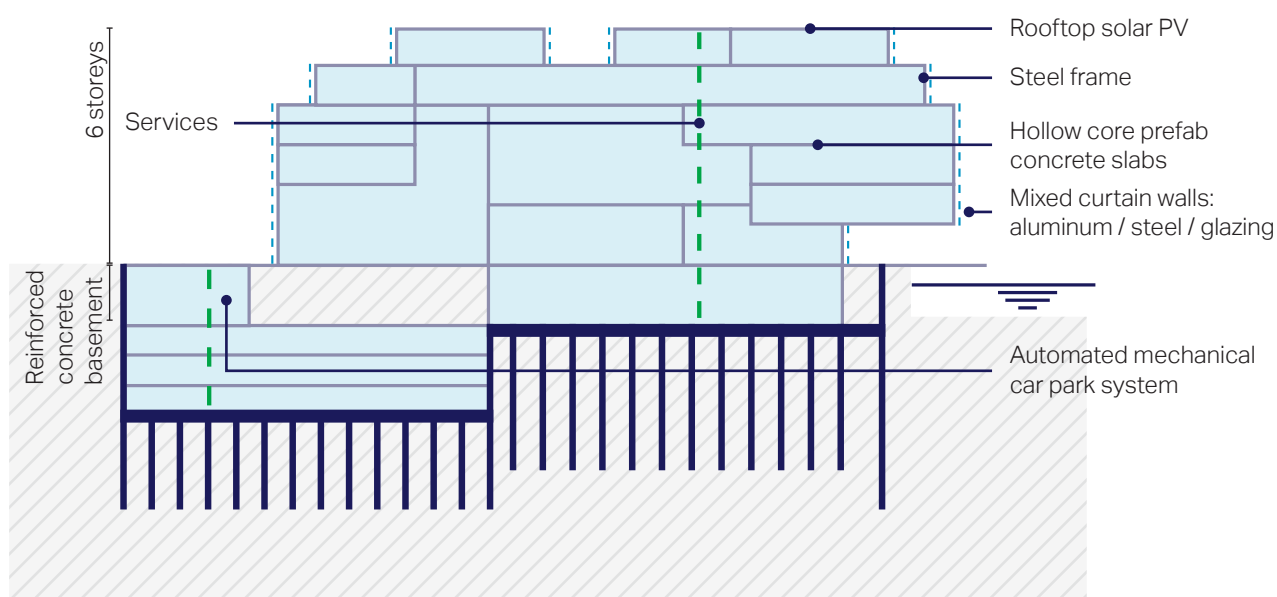 Rooftop solar PV
Steel frame
6 storeys
Services
Hollow core prefab
concrete slabs
Mixed curtain walls:
aluminum / steel / glazing
Reinforced
concrete
basement
Automated mechanical
car park system